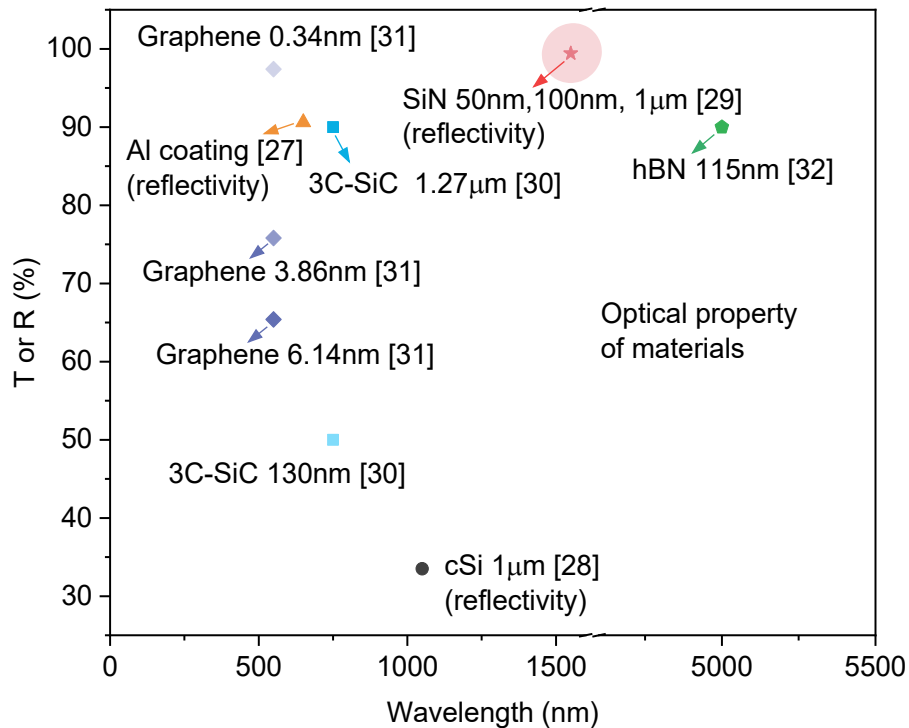 Graphene 0.34nm [31]
SiN 50nm,100nm, 1μm [29]
(reflectivity)
Al coating [27]
(reflectivity)
3C-SiC 1.27μm [30]
hBN 115nm [32]
Graphene 3.86nm [31]
Graphene 6.14nm [31]
Optical property
of materials
3C-SiC 130nm [30]
cSi 1μm [28]
(reflectivity)
T or R (%)
100
90
80
70
60
50
40
30
0 500 1000 1500 5000 5500
Wavelength (nm)